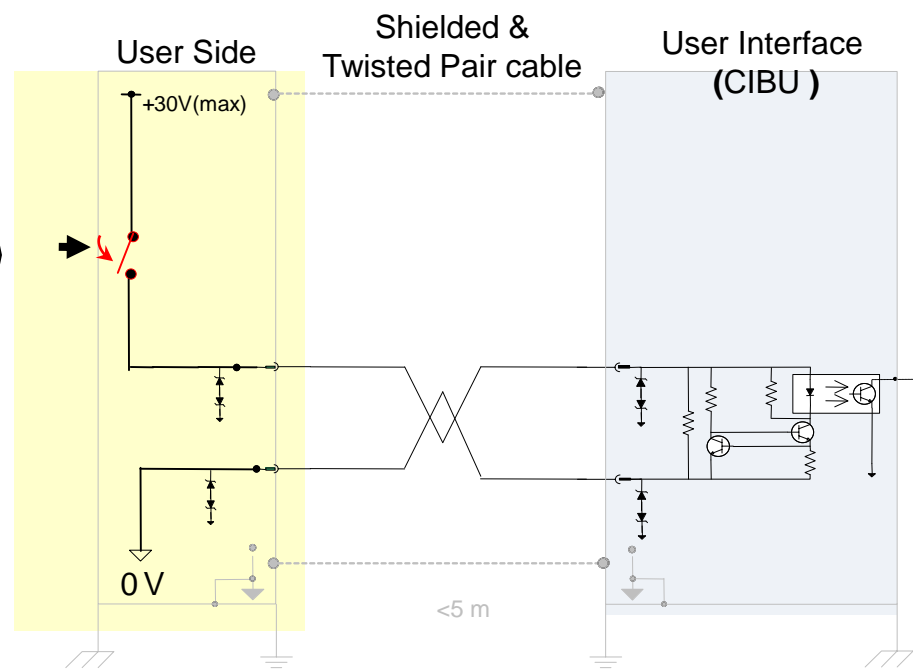 User Side
Shielded &
Twisted Pair cable
User Interface
(CIBU )
+30V(max)
)
0 V
<5 m